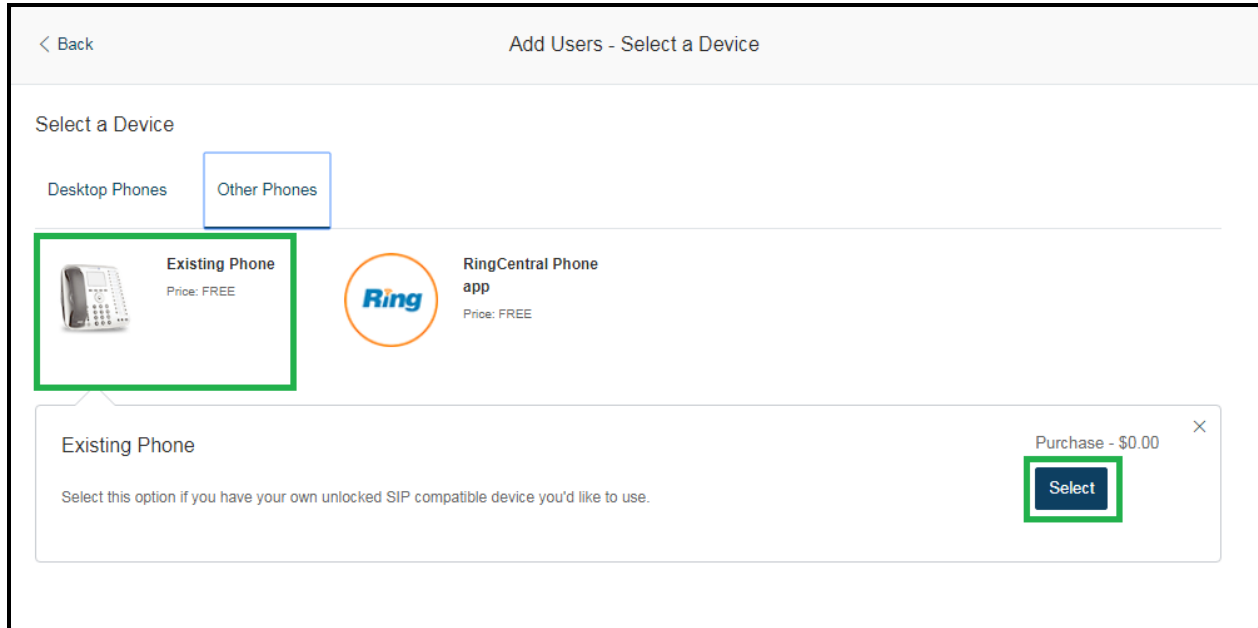 < Back
Add Users - Select a Device
Select a Device
Desktop Phones
Other Phones
Existing Phone
Price: FREE
Ring
RingCentral Phone
app
Price: FREE
Existing Phone
Purchase - $0.00
Select this option if you have your own unlocked SIP compatible device you'd like to use.
Select